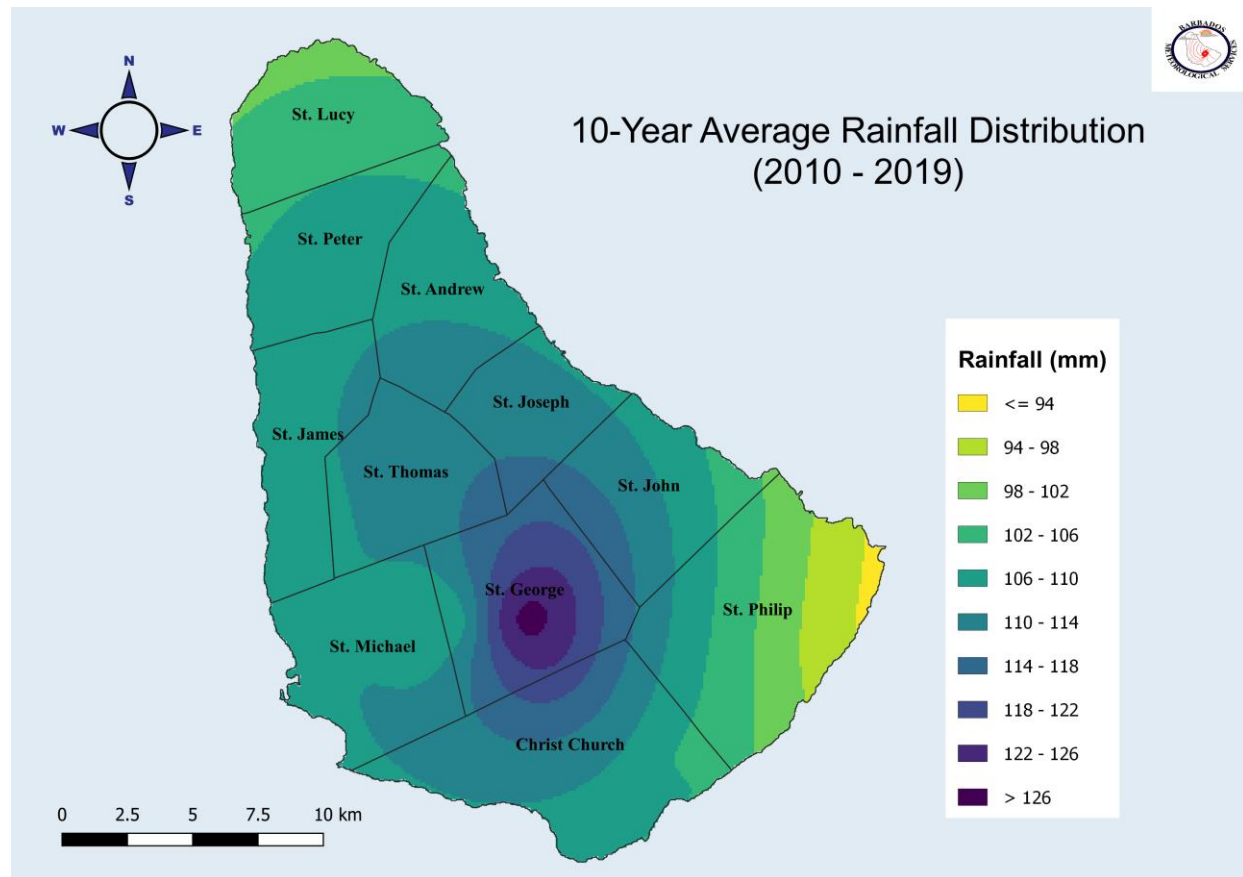 BARBADOS
METEOROLOGICAL SERVICES
10-Year Average Rainfall Distribution
(2010 - 2019)
N
W
E
S
St. Lucy
St. Peter
St. Andrew
St. Joseph
St. James
St. Thomas
St. John
St. George
St. Philip
St. Michael
Christ Church
Rainfall (mm)
<= 94
94 - 98
98 - 102
102 - 106
106 - 110
110 - 114
114 - 118
118 - 122
122 - 126
> 126
0 2.5 5 7.5 10 km